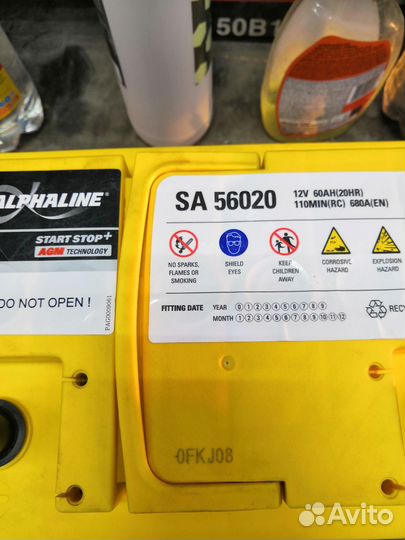 50B1
ALPHALINE
START STOP+
AGM TECHNOLOGY
DO NOT OPEN !
PAG0009061
SA 56020
12V 60AH(20HR)
110MIN(RC) 680A(EN)
NO SPARKS, FLAMES OR SMOKING
SHIELD EYES
KEEP CHILDREN AWAY
CORROSIVE HAZARD
EXPLOSION HAZARD
FITTING DATE
YEAR 0 1 2 3 4 5 6 7 8 9
MONTH 1 2 3 4 5 6 7 8 9 10 11 12
RECY
0FKJ08
Avito